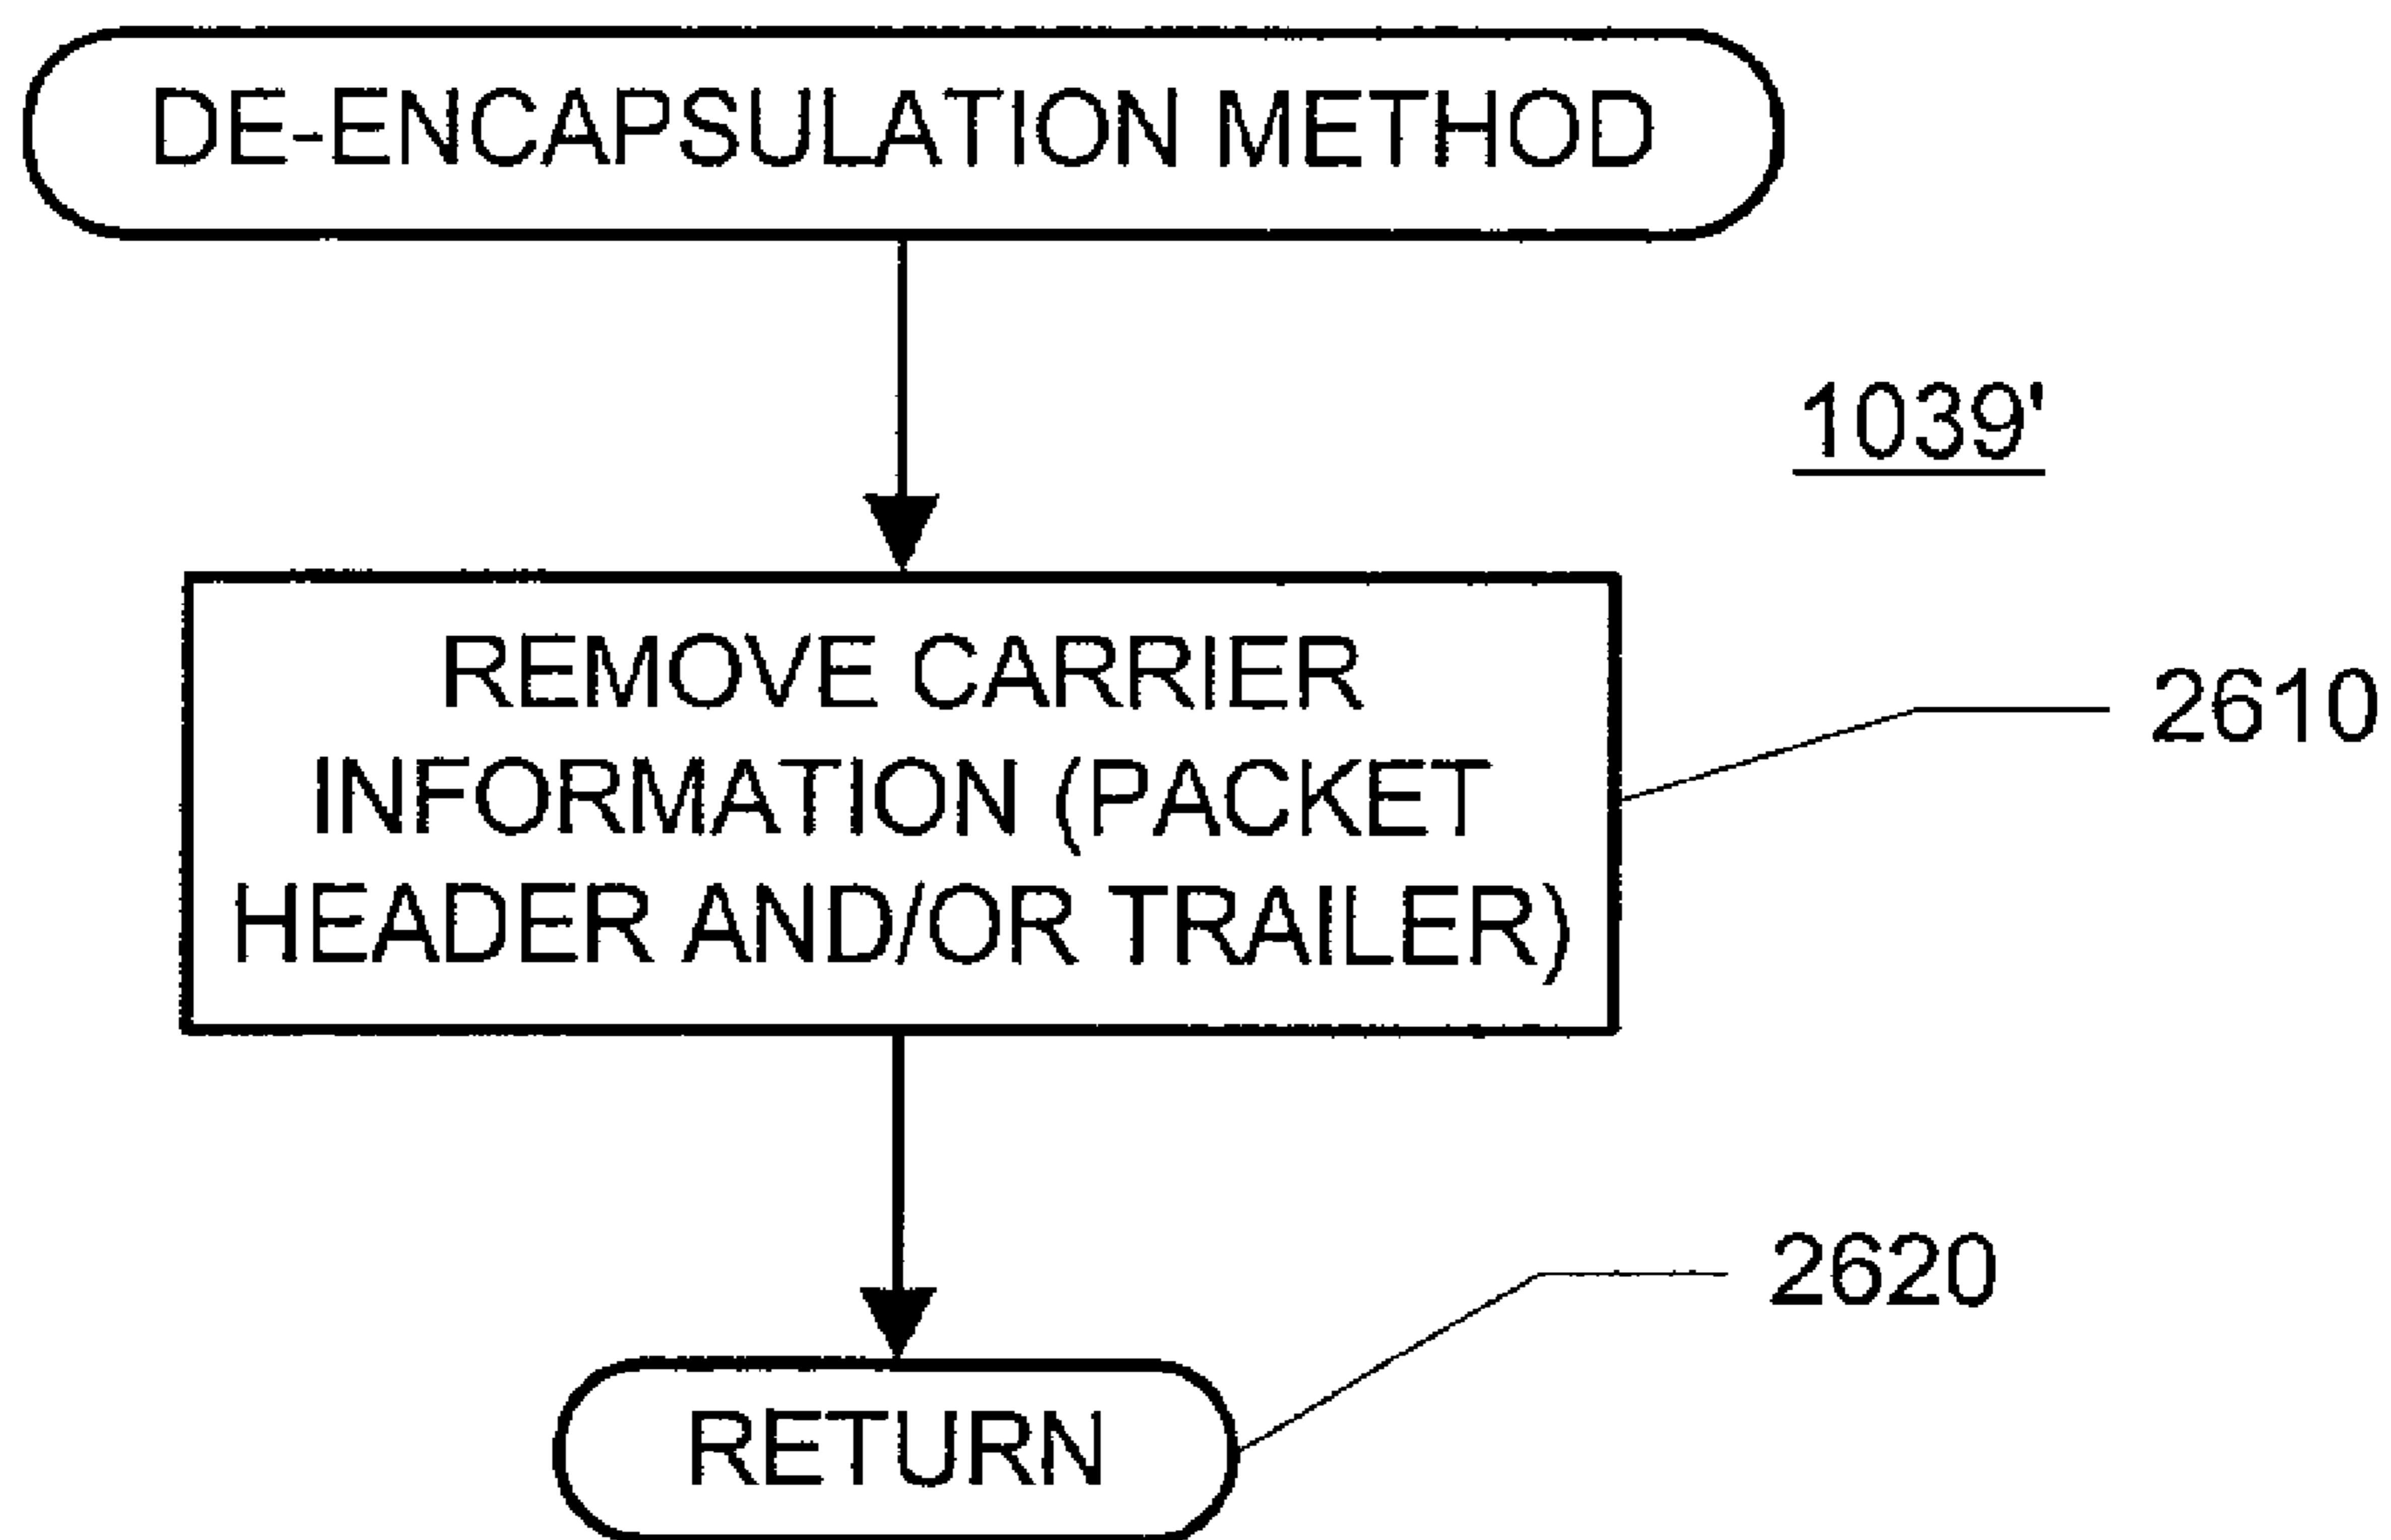 DE-ENCAPSULATION METHOD
1039'
REMOVE CARRIER
INFORMATION (PACKET
HEADER AND/OR TRAILER)
2610
2620
RETURN